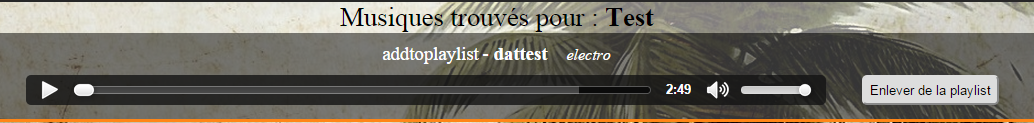 Musiques trouvés pour : Test
addtoplaylist - dattest electro
2:49
Enlever de la playlist